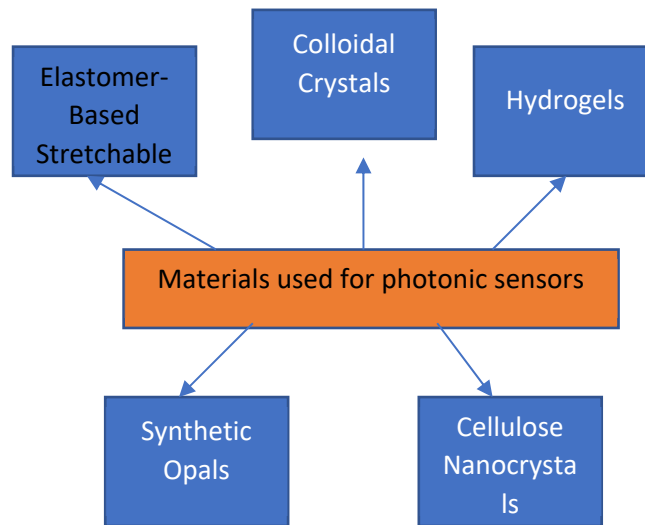 Elastomer-
Based
Stretchable
Colloidal
Crystals
Hydrogels
Materials used for photonic sensors
Synthetic
Opals
Cellulose
Nanocrysta
ls